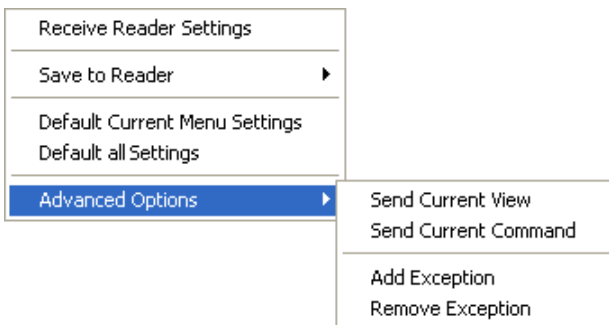 Receive Reader Settings
Save to Reader
Default Current Menu Settings
Default all Settings
Advanced Options
Send Current View
Send Current Command
Add Exception
Remove Exception